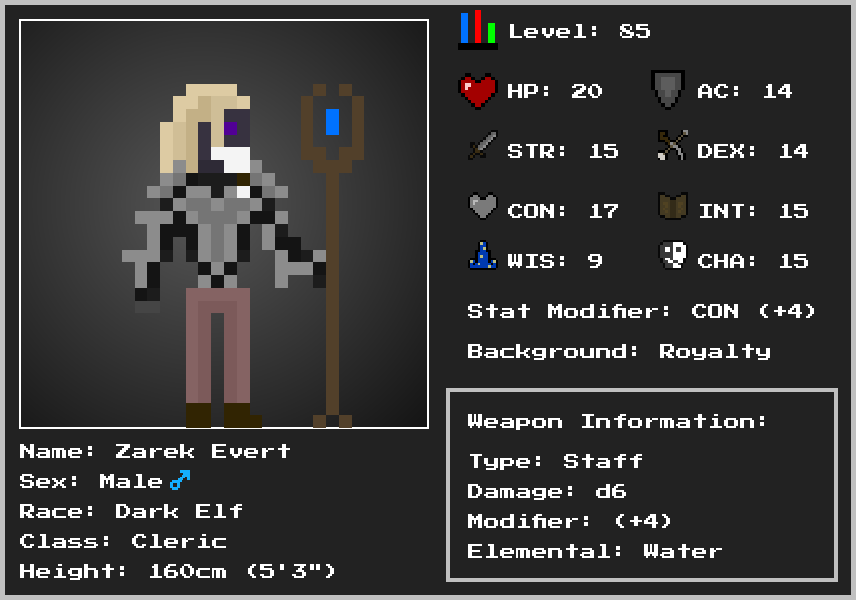 Level: 85
HP: 20
AC: 14
STR: 15
DEX: 14
CON: 17
INT: 15
WIS: 9
CHA: 15
Stat Modifier: CON (+4)
Background: Royalty
Weapon Information:
Type: Staff
Damage: d6
Modifier: (+4)
Elemental: Water
Name: Zarek Evert
Sex: Male ♂
Race: Dark Elf
Class: Cleric
Height: 160cm (5'3")